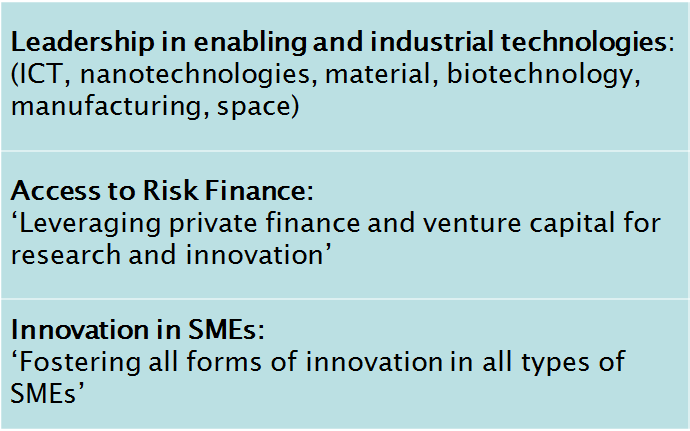 Leadership in enabling and industrial technologies:
(ICT, nanotechnologies, material, biotechnology,
manufacturing, space)
Access to Risk Finance:
‘Leveraging private finance and venture capital for
research and innovation’
Innovation in SMEs:
‘Fostering all forms of innovation in all types of
SMEs’